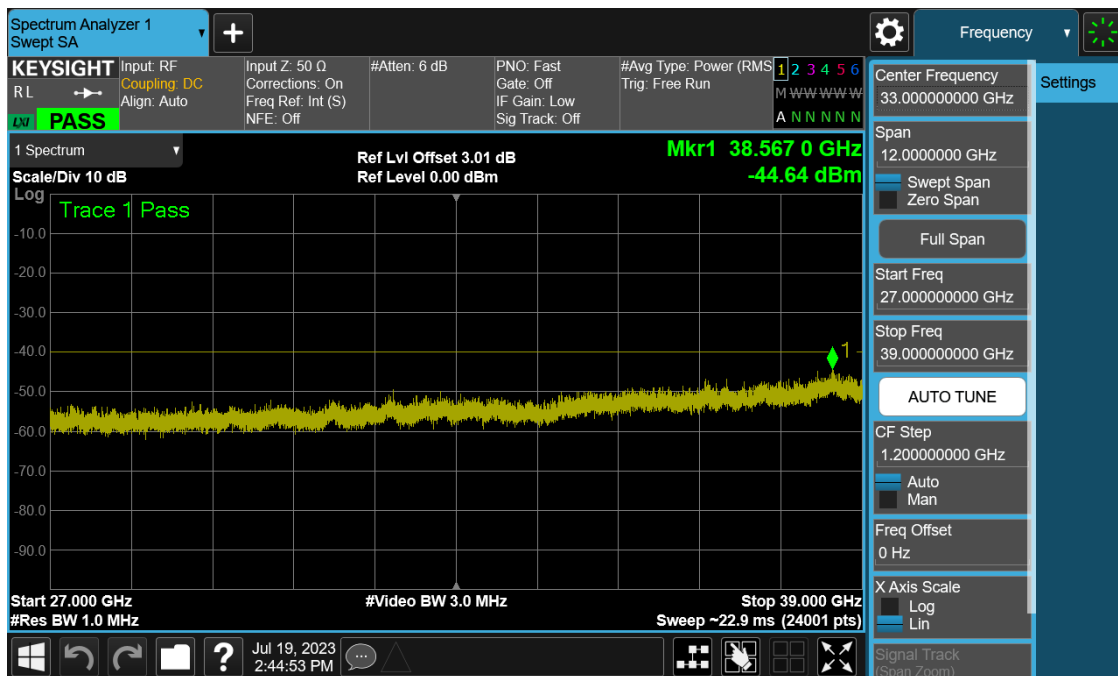 Spectrum Analyzer 1
Swept SA
+
Frequency
KEYSIGHT
RL
LXI
PASS
Input: RF
Coupling: DC
Align: Auto
Input Z: 50 Ω
Corrections: On
Freq Ref: Int (S)
NFE: Off
#Atten: 6 dB
PNO: Fast
Gate: Off
IF Gain: Low
Sig Track: Off
#Avg Type: Power (RMS
Trig: Free Run
1 2 3 4 5 6
M W W W W W
A N N N N N
1 Spectrum
Scale/Div 10 dB
Ref Lvl Offset 3.01 dB
Ref Level 0.00 dBm
Mkr1 38.567 0 GHz
-44.64 dBm
Log
Trace 1 Pass
-10.0
-20.0
-30.0
-40.0
-50.0
-60.0
-70.0
-80.0
-90.0
1
Start 27.000 GHz
#Res BW 1.0 MHz
#Video BW 3.0 MHz
Stop 39.000 GHz
Sweep ~22.9 ms (24001 pts)
Center Frequency
33.000000000 GHz
Span
12.0000000 GHz
Swept Span
Zero Span
Full Span
Start Freq
27.000000000 GHz
Stop Freq
39.000000000 GHz
AUTO TUNE
CF Step
1.200000000 GHz
Auto
Man
Freq Offset
0 Hz
X Axis Scale
Log
Lin
Signal Track
(Span Zoom)
Settings
?
Jul 19, 2023
2:44:53 PM